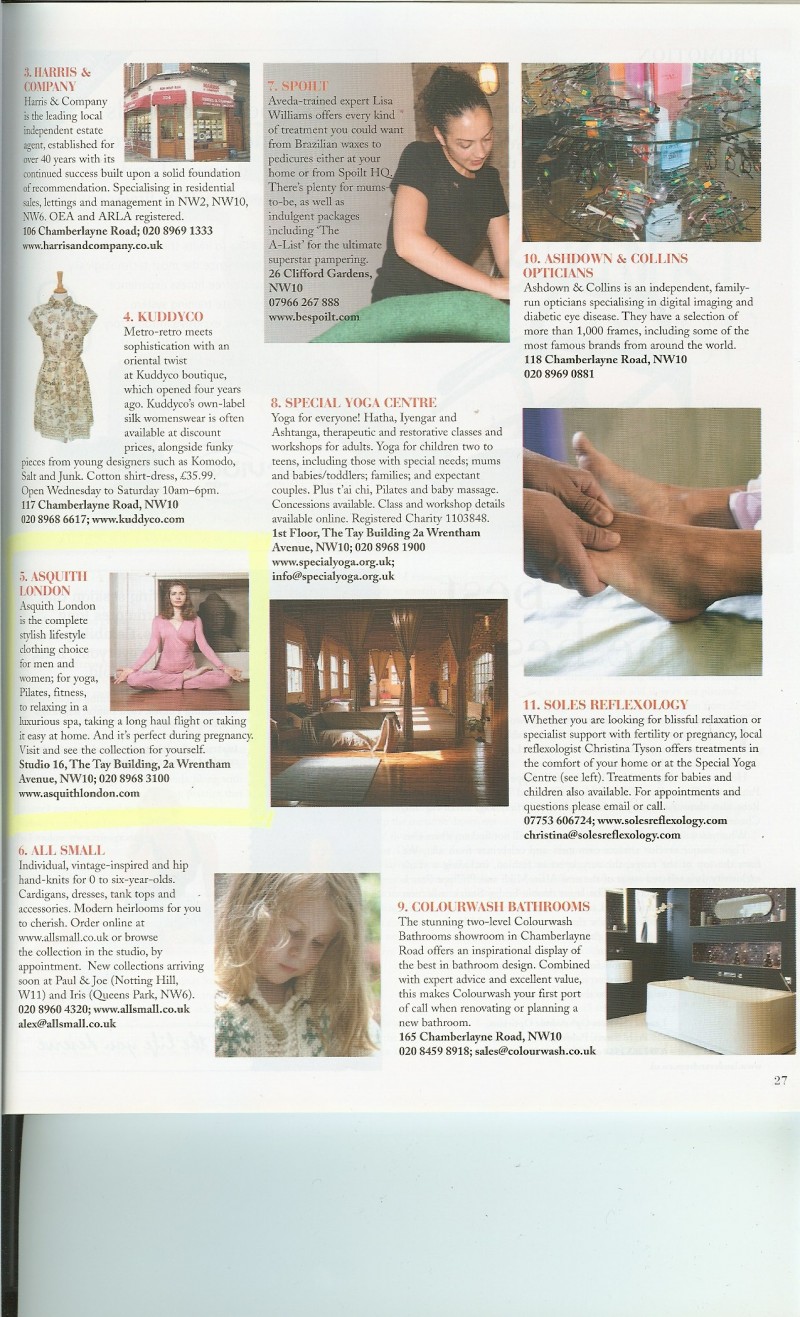 3. HARRIS &
COMPANY
Harris & Company
is the leading local
independent estate
agent, established for
over 40 years with its
continued success built upon a solid foundation
of recommendation. Specialising in residential
sales, lettings and management in NW2, NW10,
NW6. OEA and ARLA registered.
106 Chamberlayne Road; 020 8969 1333
www.harrisandcompany.co.uk
4. KUDDYCO
Metro-retro meets
sophistication with an
oriental twist
at Kuddyco boutique,
which opened four years
ago. Kuddyco's own-label
silk womenswear is often
available at discount
prices, alongside funky
pieces from young designers such as Komodo,
Salt and Junk. Cotton shirt-dress, £35.99.
Open Wednesday to Saturday 10am–6pm.
117 Chamberlayne Road, NW10
020 8968 6617; www.kuddyco.com
5. ASQUITH
LONDON
Asquith London
is the complete
stylish lifestyle
clothing choice
for men and
women; for yoga,
Pilates, fitness,
to relaxing in a
luxurious spa, taking a long haul flight or taking
it easy at home. And it's perfect during pregnancy.
Visit and see the collection for yourself.
Studio 16, The Tay Building, 2a Wrentham
Avenue, NW10; 020 8968 3100
www.asquithlondon.com
6. ALL SMALL
Individual, vintage-inspired and hip
hand-knits for 0 to six-year-olds.
Cardigans, dresses, tank tops and
accessories. Modern heirlooms for you
to cherish. Order online at
www.allsmall.co.uk or browse
the collection in the studio, by
appointment. New collections arriving
soon at Paul & Joe (Notting Hill,
W11) and Iris (Queens Park, NW6).
020 8960 4320; www.allsmall.co.uk
alex@allsmall.co.uk
7. SPOILT
Aveda-trained expert Lisa
Williams offers every kind
of treatment you could want
from Brazilian waxes to
pedicures either at your
home or from Spoilt HQ.
There's plenty for mums-
to-be, as well as
indulgent packages
including 'The
A-List' for the ultimate
superstar pampering.
26 Clifford Gardens,
NW10
07966 267 888
www.bespoilt.com
8. SPECIAL YOGA CENTRE
Yoga for everyone! Hatha, Iyengar and
Ashtanga, therapeutic and restorative classes and
workshops for adults. Yoga for children two to
teens, including those with special needs; mums
and babies/toddlers; families; and expectant
couples. Plus t'ai chi, Pilates and baby massage.
Concessions available. Class and workshop details
available online. Registered Charity 1103848.
1st Floor, The Tay Building 2a Wrentham
Avenue, NW10; 020 8968 1900
www.specialyoga.org.uk;
info@specialyoga.org.uk
9. COLOURWASH BATHROOMS
The stunning two-level Colourwash
Bathrooms showroom in Chamberlayne
Road offers an inspirational display of
the best in bathroom design. Combined
with expert advice and excellent value,
this makes Colourwash your first port
of call when renovating or planning a
new bathroom.
165 Chamberlayne Road, NW10
020 8459 8918; sales@colourwash.co.uk
10. ASHDOWN & COLLINS
OPTICIANS
Ashdown & Collins is an independent, family-
run opticians specialising in digital imaging and
diabetic eye disease. They have a selection of
more than 1,000 frames, including some of the
most famous brands from around the world.
118 Chamberlayne Road, NW10
020 8969 0881
11. SOLES REFLEXOLOGY
Whether you are looking for blissful relaxation or
specialist support with fertility or pregnancy, local
reflexologist Christina Tyson offers treatments in
the comfort of your home or at the Special Yoga
Centre (see left). Treatments for babies and
children also available. For appointments and
questions please email or call.
07753 606724; www.solesreflexology.com
christina@solesreflexology.com
27